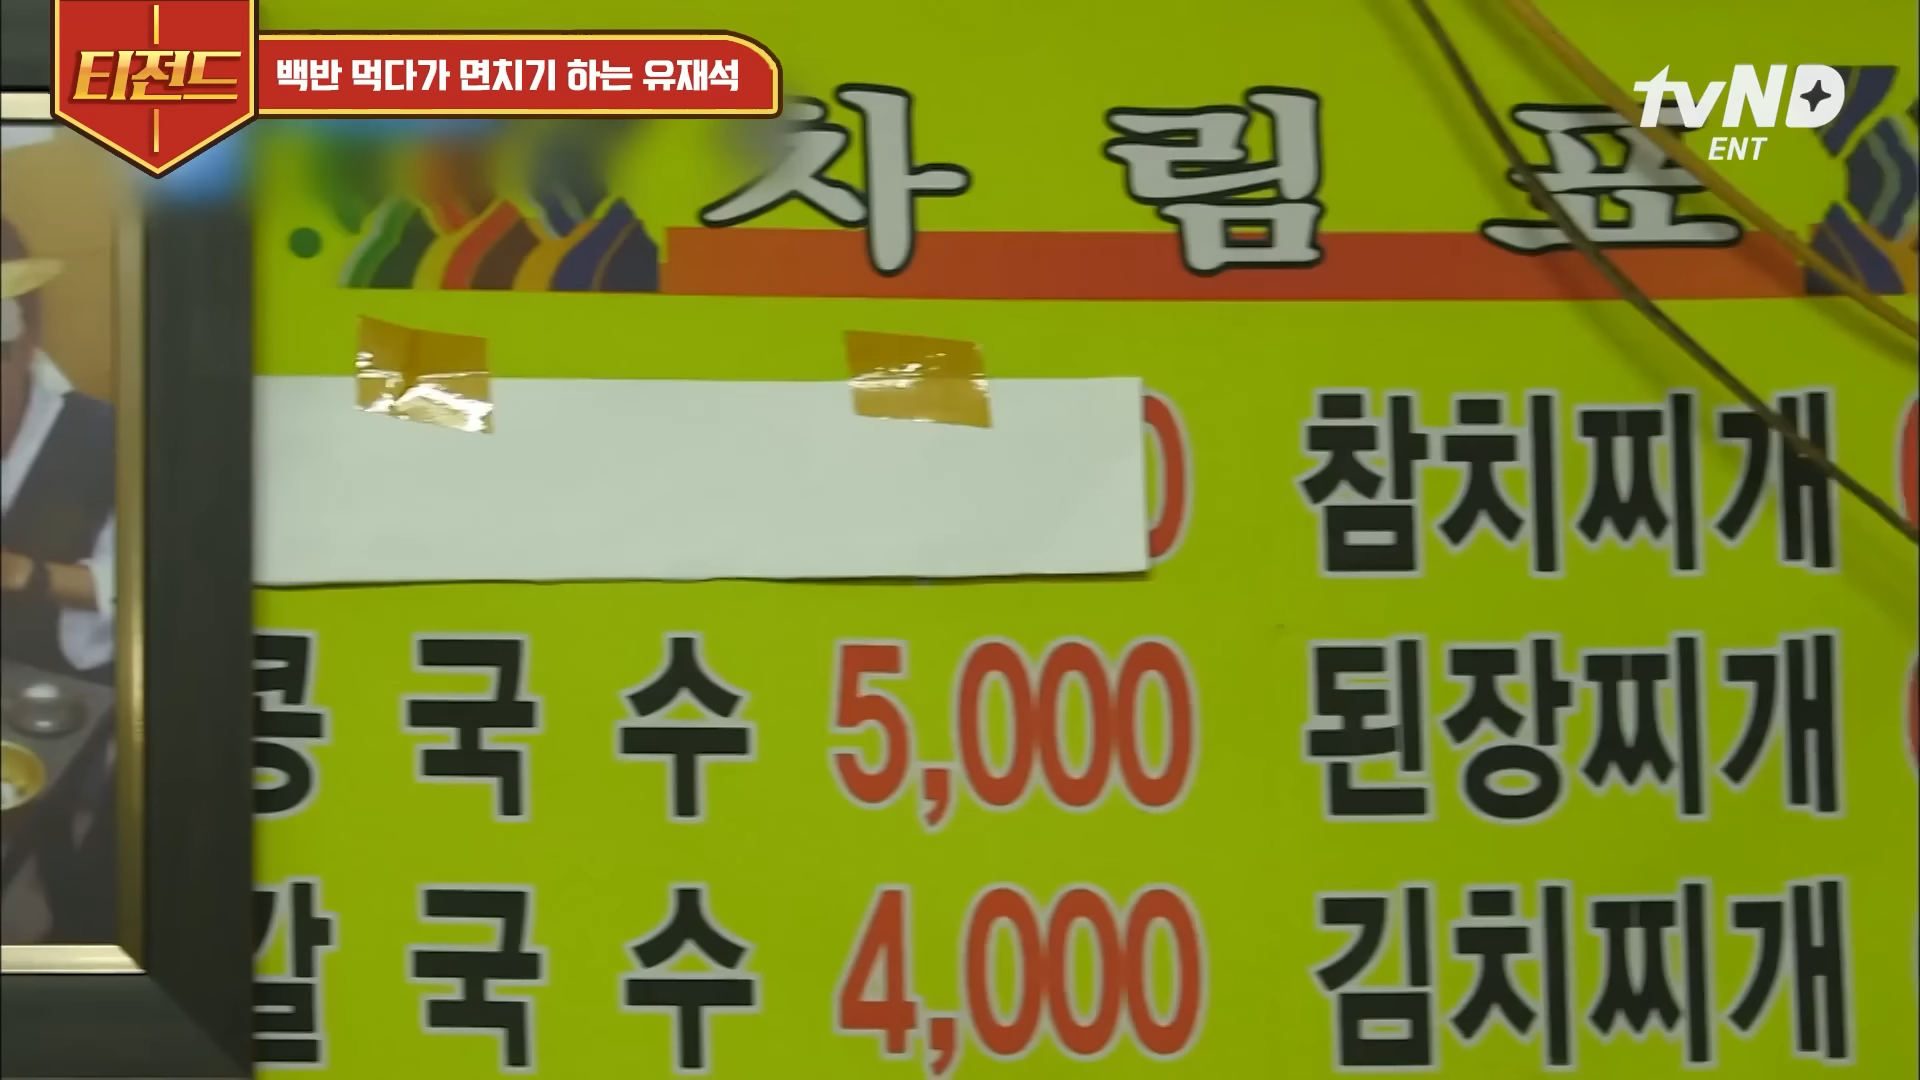 티전드
백반 먹다가 면치기 하는 유재석
tvND
ENT
차 림 표
참치찌개
콩 국 수 5,000 된장찌개
칼 국 수 4,000 김치찌개